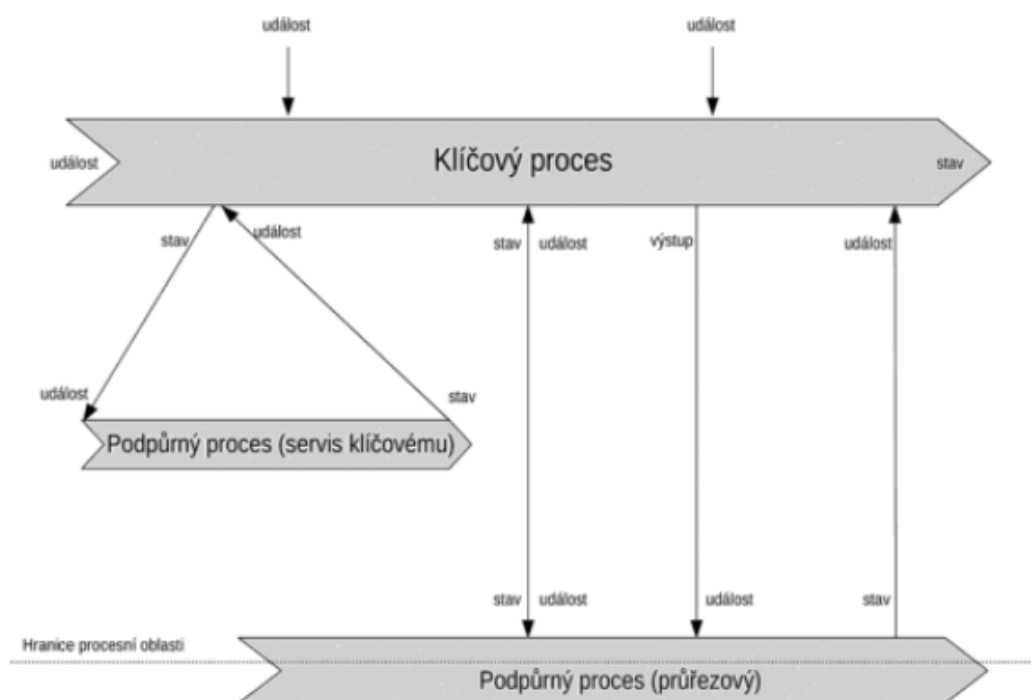 událost
událost
událost
Klíčový proces
stav
stav
událost
stav
událost
výstup
událost
událost
stav
Podpůrný proces (servis klíčovému)
stav
událost
událost
stav
Hranice procesní oblasti
Podpůrný proces (průřezový)